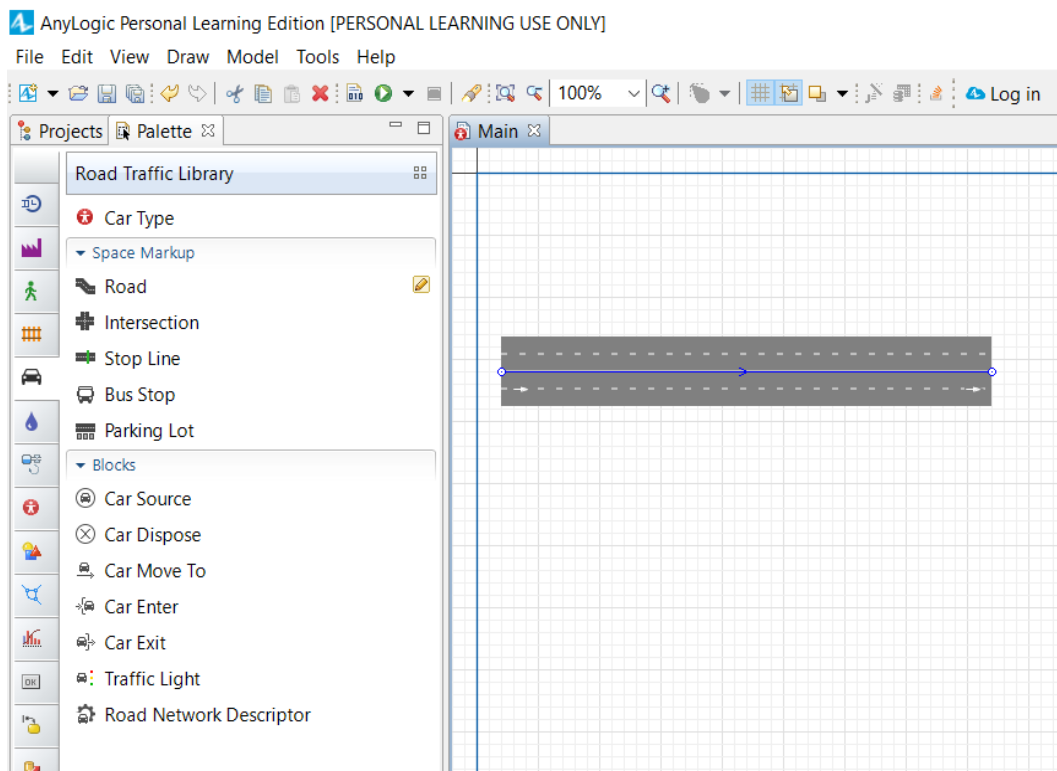 AnyLogic Personal Learning Edition [PERSONAL LEARNING USE ONLY]
File Edit View Draw Model Tools Help
010 100% Log in
Projects Palette Main
Road Traffic Library
Car Type
Space Markup
Road
Intersection
Stop Line
Bus Stop
Parking Lot
Blocks
Car Source
Car Dispose
Car Move To
Car Enter
Car Exit
Traffic Light
OK
Road Network Descriptor